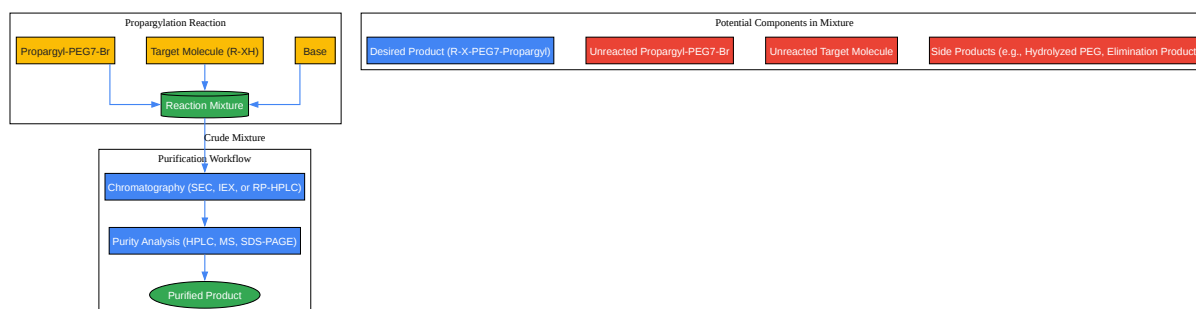 Propargylation Reaction
Propargyl-PEG7-Br
Target Molecule (R-XH)
Base
Reaction Mixture
Crude Mixture
Purification Workflow
Chromatography (SEC, IEX, or RP-HPLC)
Purity Analysis (HPLC, MS, SDS-PAGE)
Purified Product
Potential Components in Mixture
Desired Product (R-X-PEG7-Propargyl)
Unreacted Propargyl-PEG7-Br
Unreacted Target Molecule
Side Products (e.g., Hydrolyzed PEG, Elimination Product